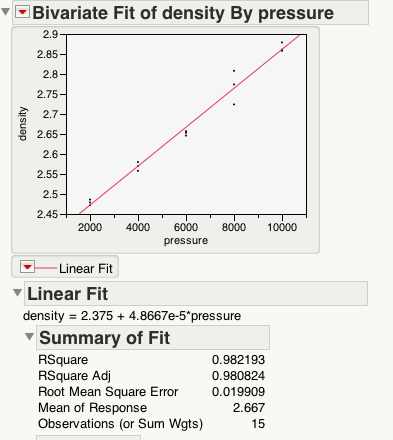 Bivariate Fit of density By pressure
2.9
2.85
2.8
2.75
2.7
2.65
2.6
2.55
2.5
2.45
density
2000 4000 6000 8000 10000
pressure
Linear Fit
Linear Fit
density = 2.375 + 4.8667e-5*pressure
Summary of Fit
RSquare 0.982193
RSquare Adj 0.980824
Root Mean Square Error 0.019909
Mean of Response 2.667
Observations (or Sum Wgts) 15